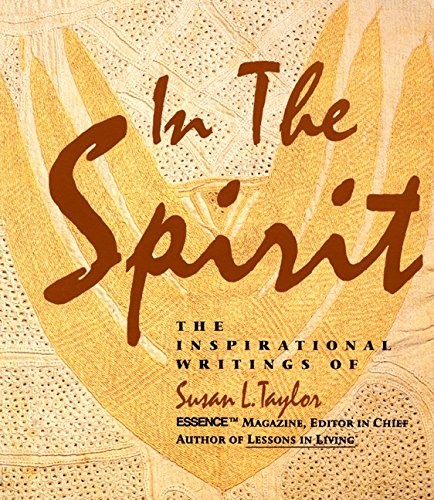 In The
Spirit
THE
INSPIRATIONAL
WRITINGS OF
Susan L. Taylor
ESSENCE™ MAGAZINE, EDITOR IN CHIEF
AUTHOR OF LESSONS IN LIVING